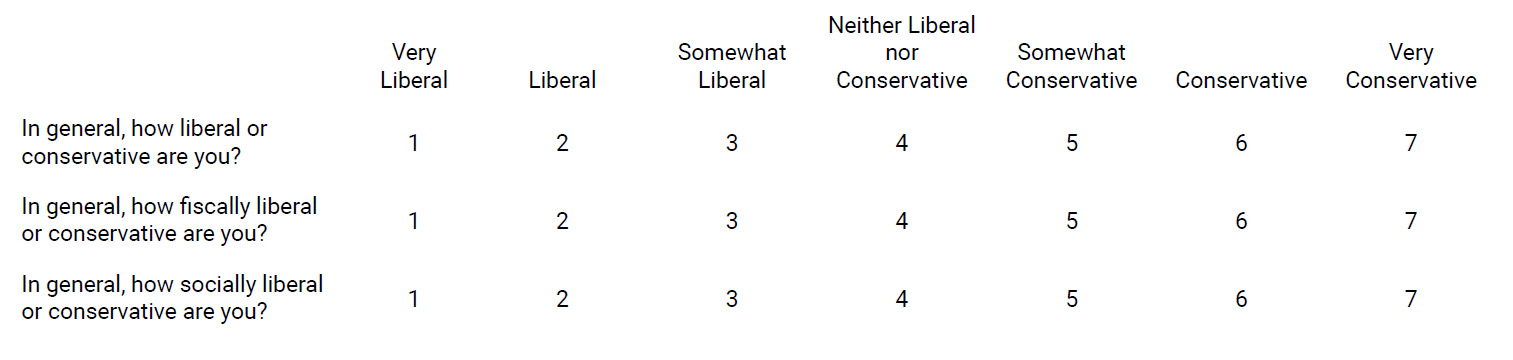 Neither Liberal
Very Somewhat nor Somewhat Very
Liberal Liberal Liberal Conservative Conservative Conservative Conservative
In general, how liberal or
conservative are you? 1 2 3 4 5 6 7
In general, how fiscally liberal
or conservative are you? 1 2 3 4 5 6 7
In general, how socially liberal
or conservative are you? 1 2 3 4 5 6 7